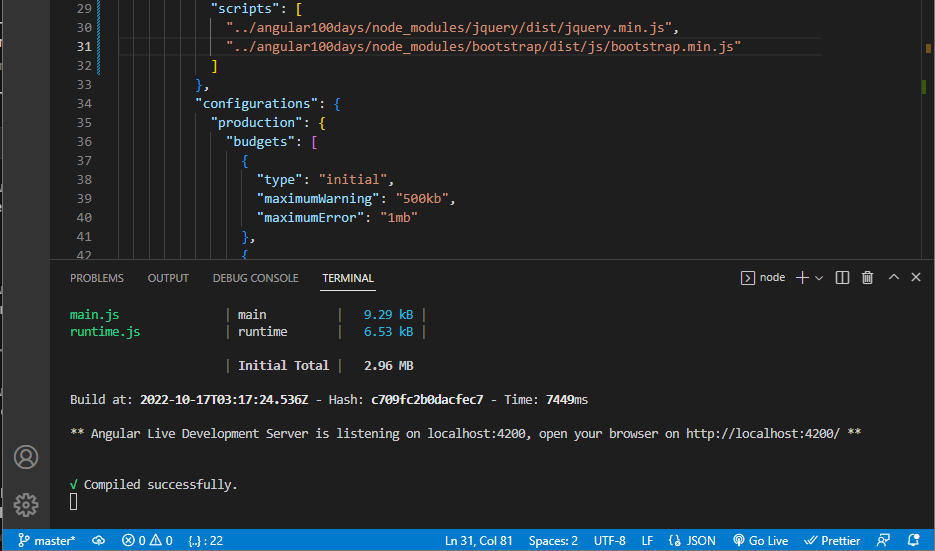 29 "scripts": [
30 "../angular100days/node_modules/jquery/dist/jquery.min.js",
31 "../angular100days/node_modules/bootstrap/dist/js/bootstrap.min.js"
32 ]
33 },
34 "configurations": {
35 "production": {
36 "budgets": [
37 {
38 "type": "initial",
39 "maximumWarning": "500kb",
40 "maximumError": "1mb"
41 },
42 {
PROBLEMS OUTPUT DEBUG CONSOLE TERMINAL node
main.js | main | 9.29 kB |
runtime.js | runtime | 6.53 kB |
| Initial Total | 2.96 MB
Build at: 2022-10-17T03:17:24.536Z - Hash: c709fc2b0dacfec7 - Time: 7449ms
** Angular Live Development Server is listening on localhost:4200, open your browser on http://localhost:4200/ **
√ Compiled successfully.
master* 0 0 {..} : 22 Ln 31, Col 81 Spaces: 2 UTF-8 LF JSON Go Live Prettier